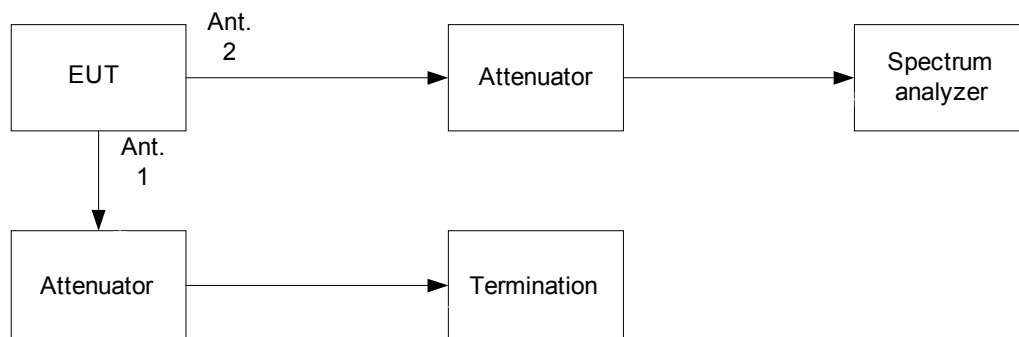 Ant.
2
EUT
Attenuator
Spectrum
analyzer
Ant.
1
Attenuator
Termination